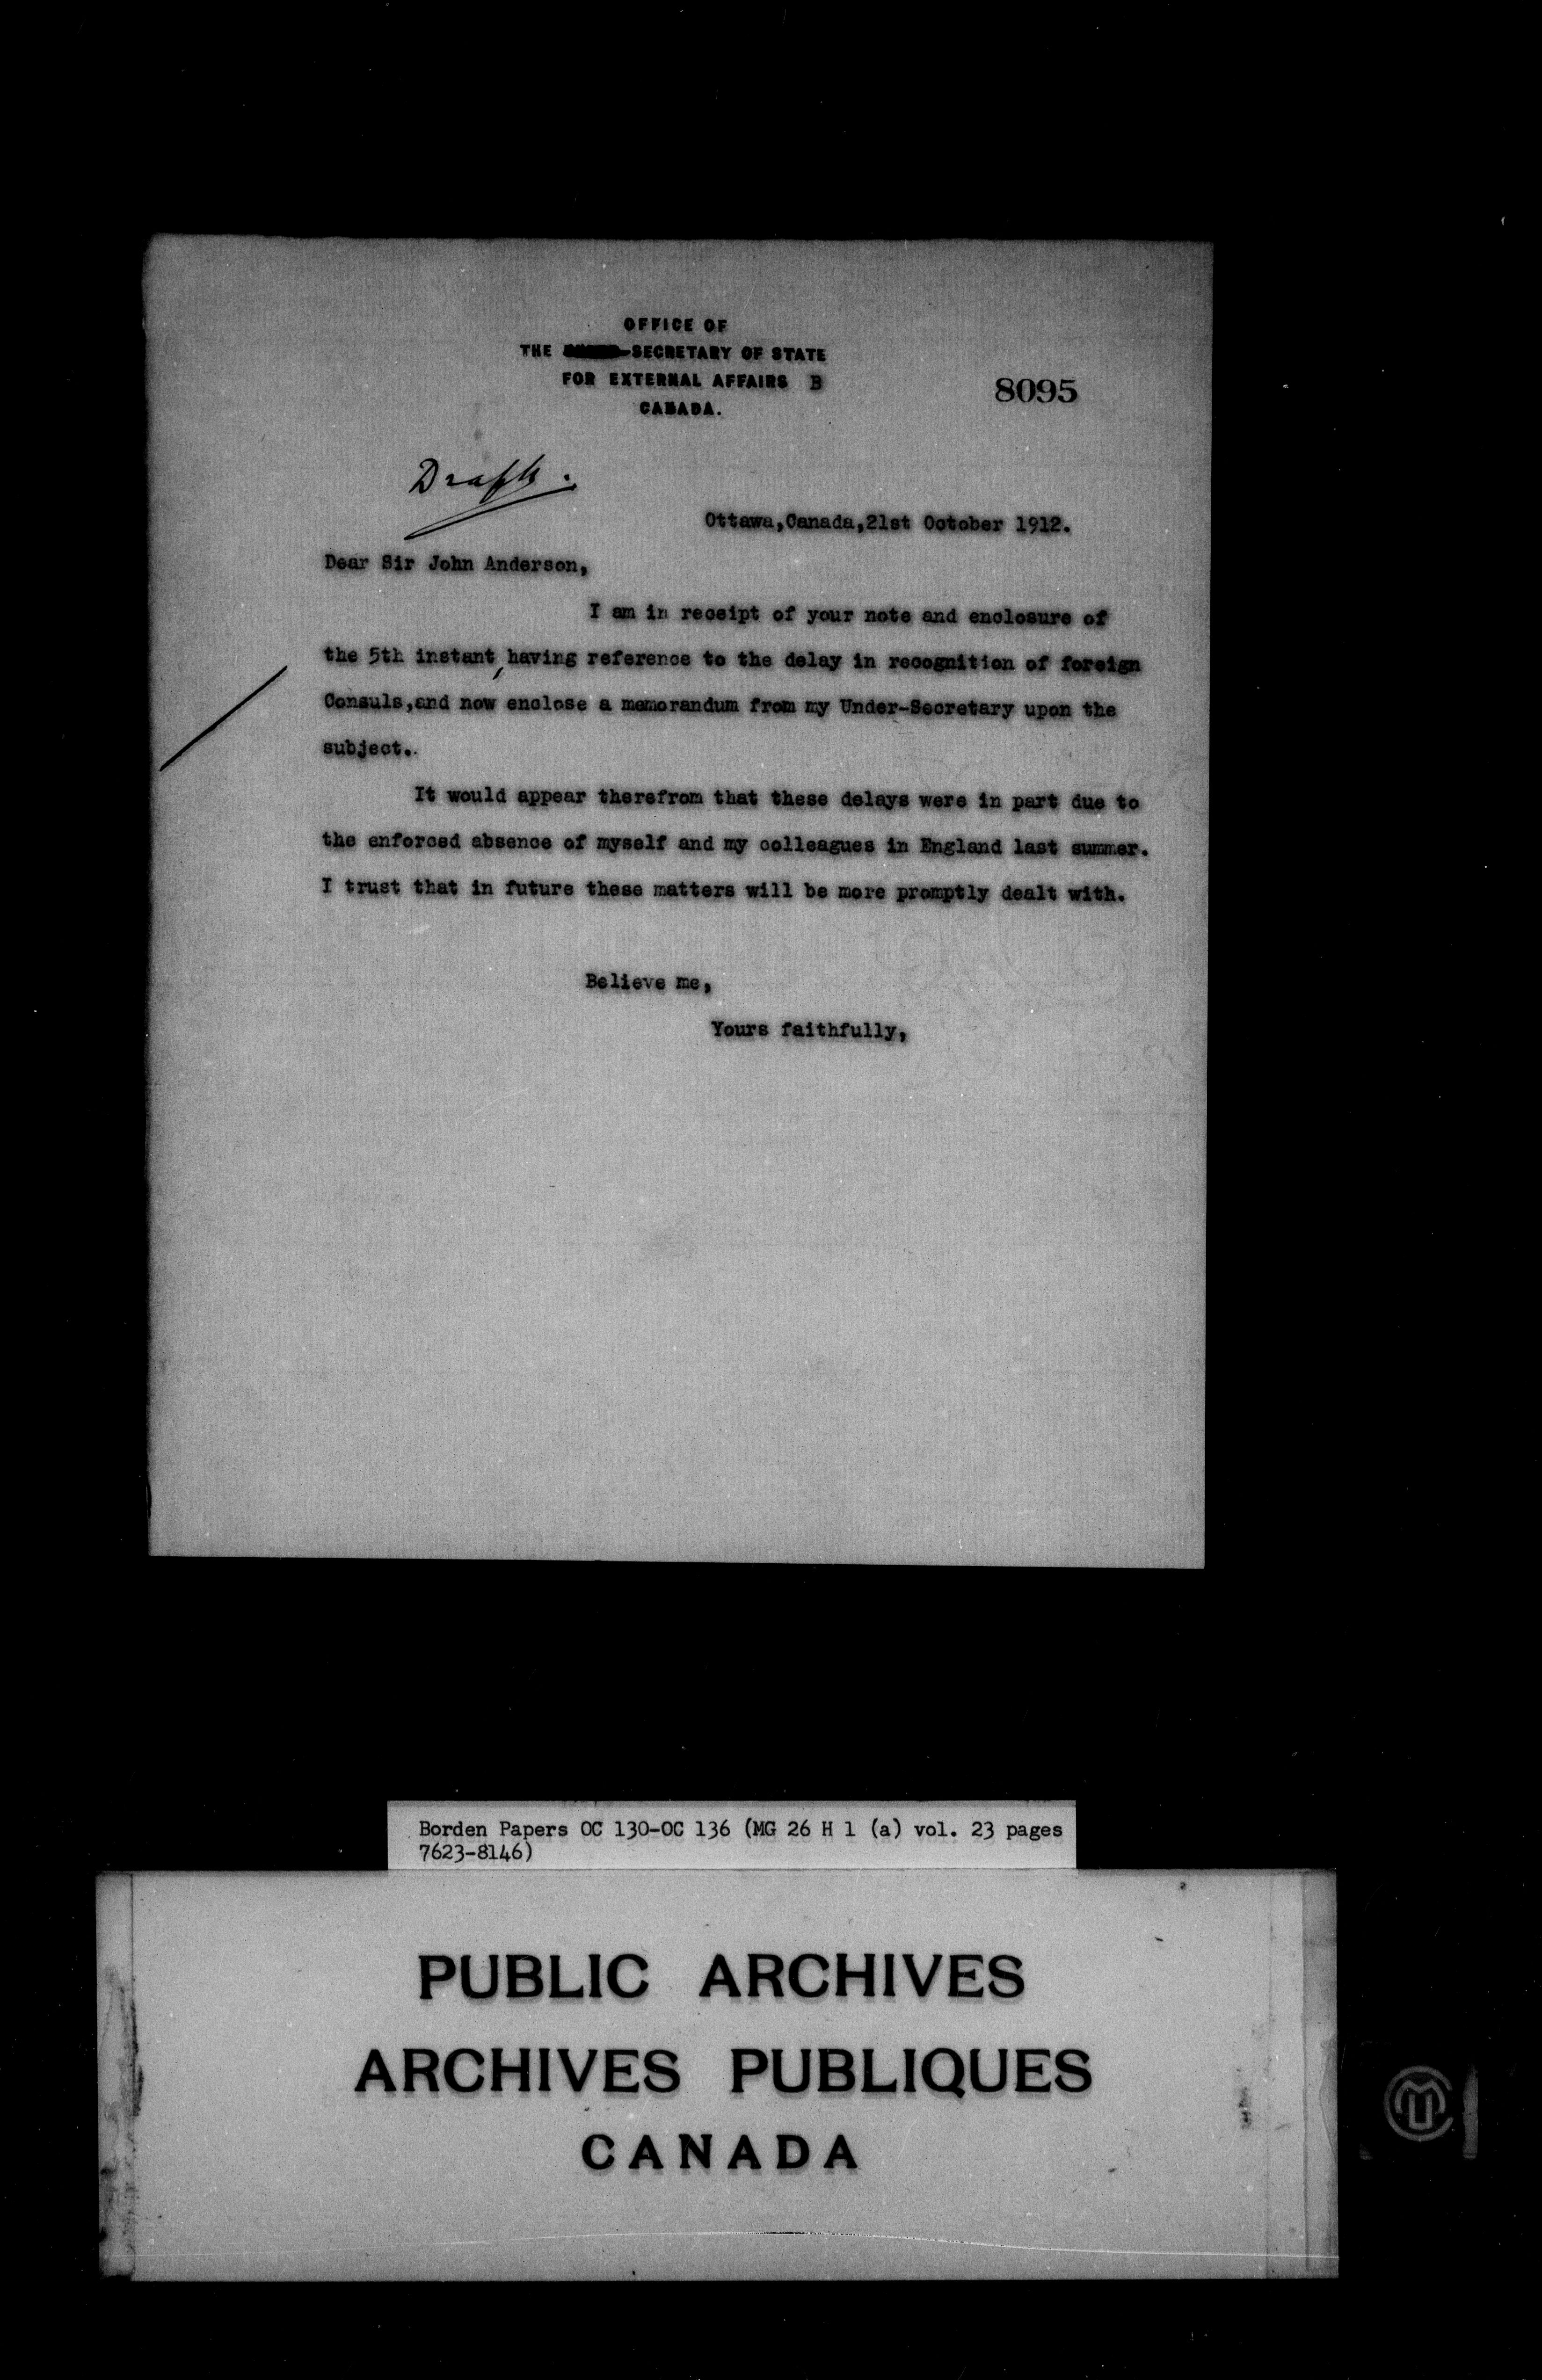 OFFICE OF
THE SECRETARY OF STATE
FOR EXTERNAL AFFAIRS B
CANADA.
8095
Draft.
Ottawa,Canada,21st October 1912.
Dear Sir John Anderson,
I am in receipt of your note and enclosure of
the 5th instant, having reference to the delay in recognition of foreign
Consuls,and now enclose a memorandum from my Under-Secretary upon the
subject..
It would appear therefrom that these delays were in part due to
the enforced absence of myself and my colleagues in England last summer.
I trust that in future these matters will be more promptly dealt with.
Believe me,
Yours faithfully,
Borden Papers OC 130-OC 136 (MG 26 H 1 (a) vol. 23 pages
7623-8146)
PUBLIC ARCHIVES
ARCHIVES PUBLIQUES
CANADA